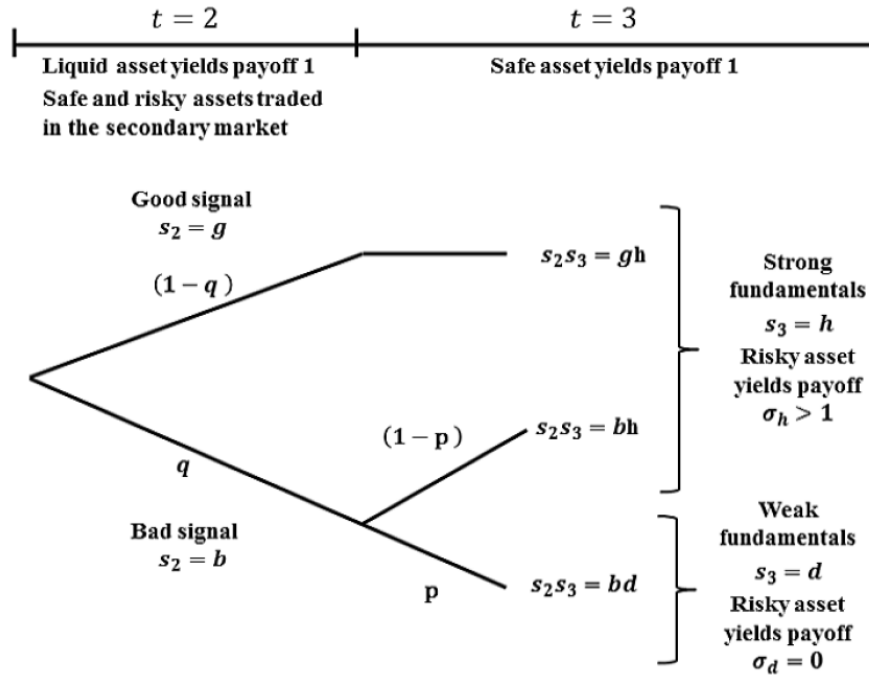 t = 2
t = 3
Liquid asset yields payoff 1
Safe and risky assets traded
in the secondary market
Safe asset yields payoff 1
Good signal
s₂ = g
(1 − q )
s₂s₃ = gh
Strong
fundamentals
s₃ = h
Risky asset
yields payoff
σₕ > 1
(1 − p )
s₂s₃ = bh
q
Bad signal
s₂ = b
p
s₂s₃ = bd
Weak
fundamentals
s₃ = d
Risky asset
yields payoff
σ_d = 0